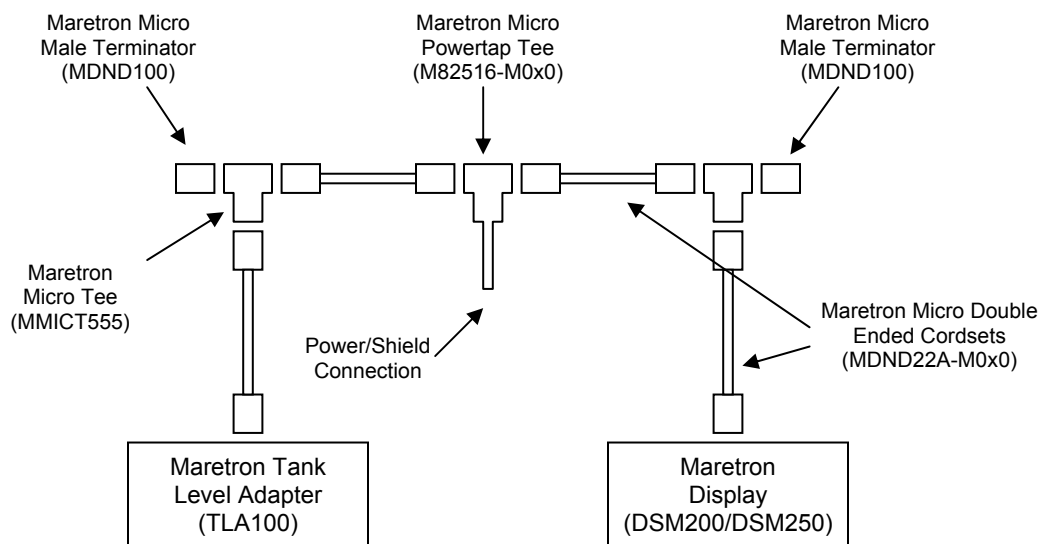 Maretron Micro
Male Terminator
(MDND100)
Maretron Micro
Powertap Tee
(M82516-M0x0)
Maretron Micro
Male Terminator
(MDND100)
Maretron
Micro Tee
(MMICT555)
Power/Shield
Connection
Maretron Micro Double
Ended Cordsets
(MDND22A-M0x0)
Maretron Tank
Level Adapter
(TLA100)
Maretron
Display
(DSM200/DSM250)